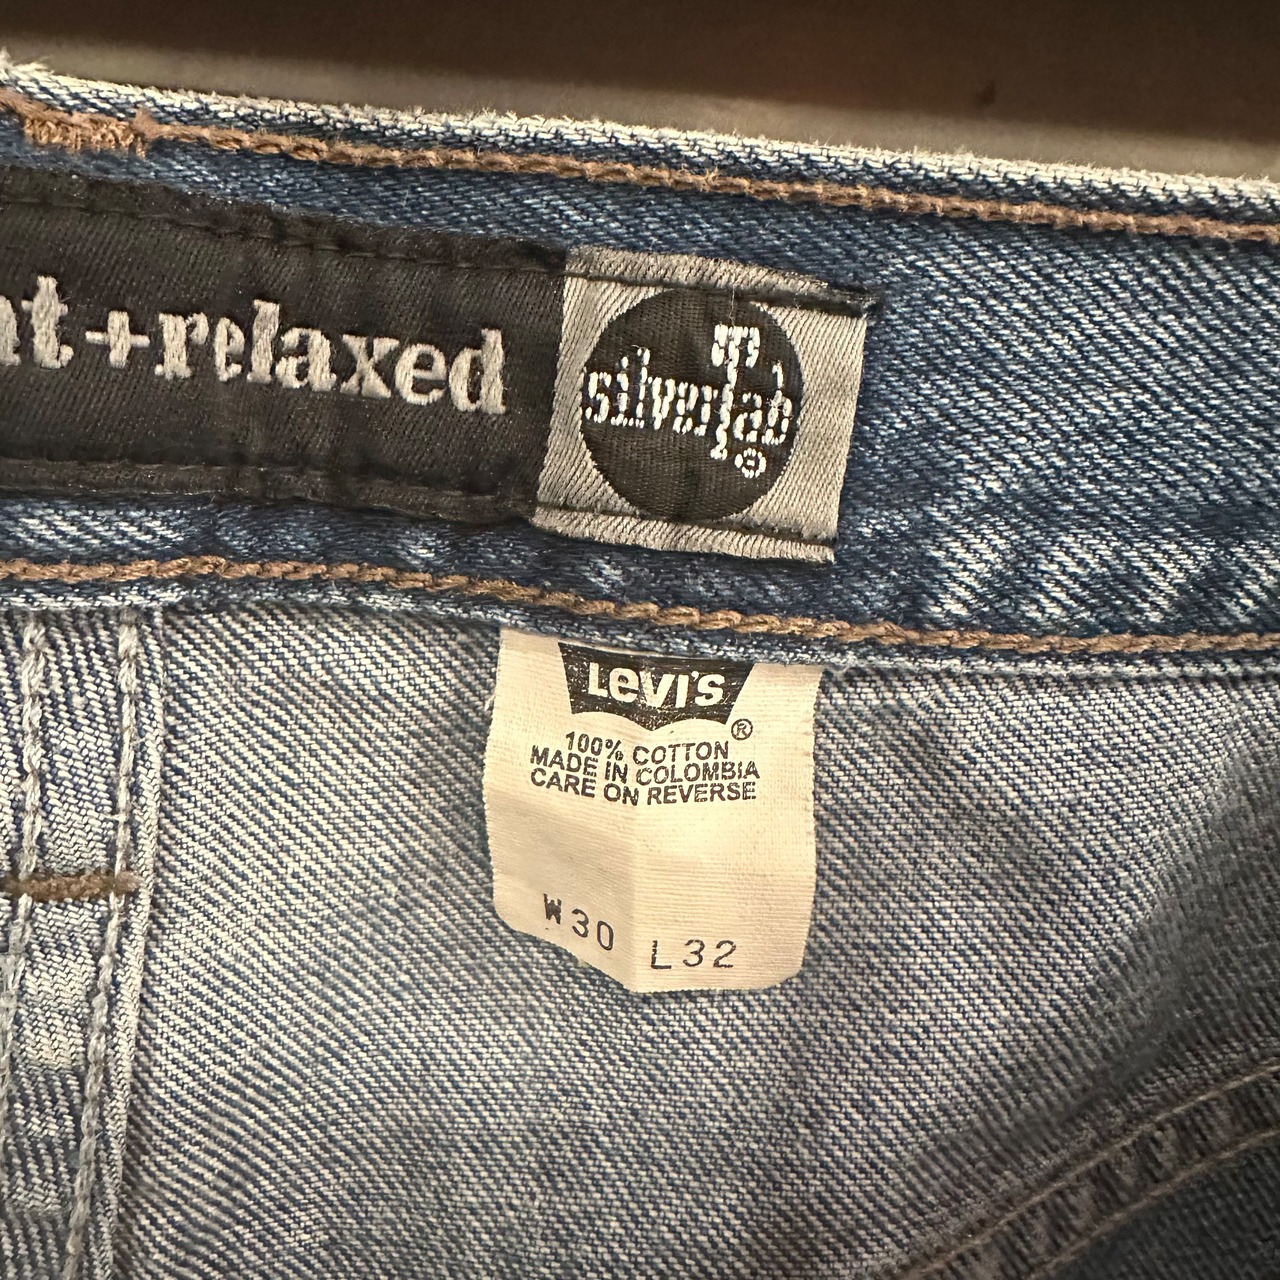 +relaxed
silverTab
®
LEVI'S
®
100% COTTON
MADE IN COLOMBIA
CARE ON REVERSE
W30 L32